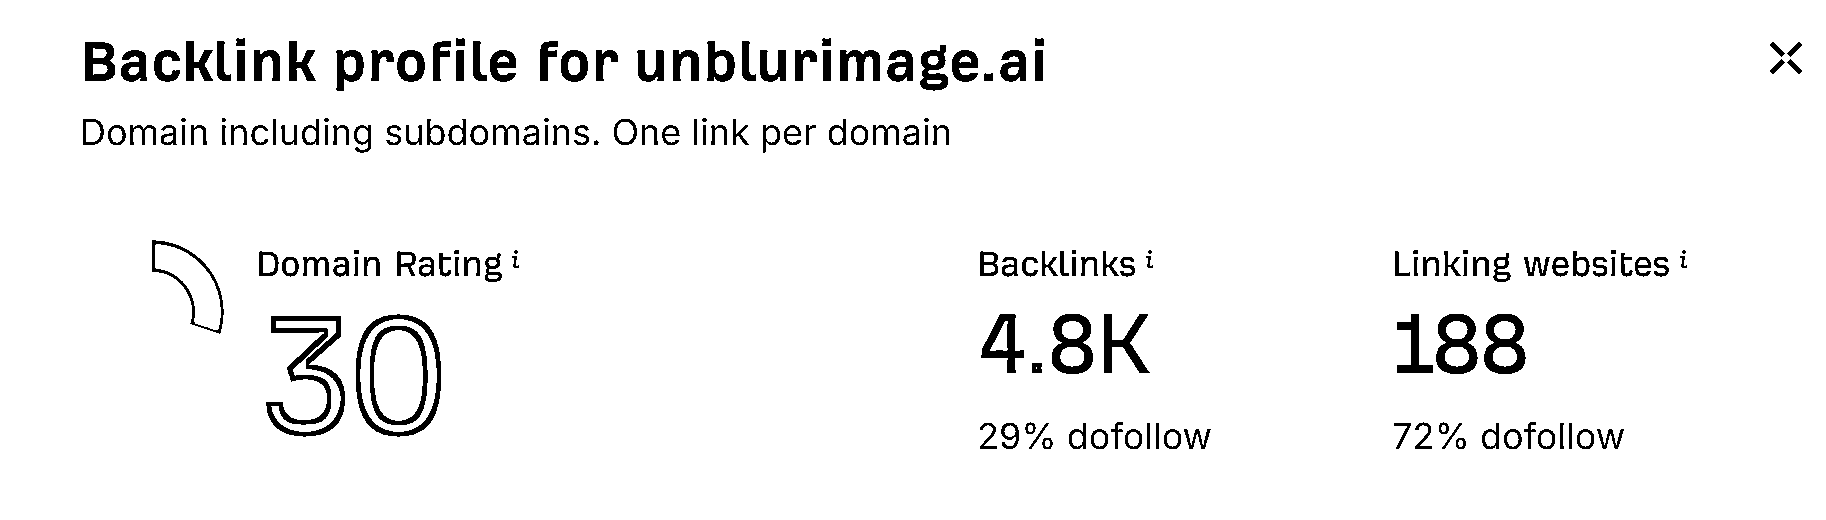 Backlink profile for unblurimage.ai
Domain including subdomains. One link per domain
Domain Rating i
30
Backlinks i
4.8K
29% dofollow
Linking websites i
188
72% dofollow